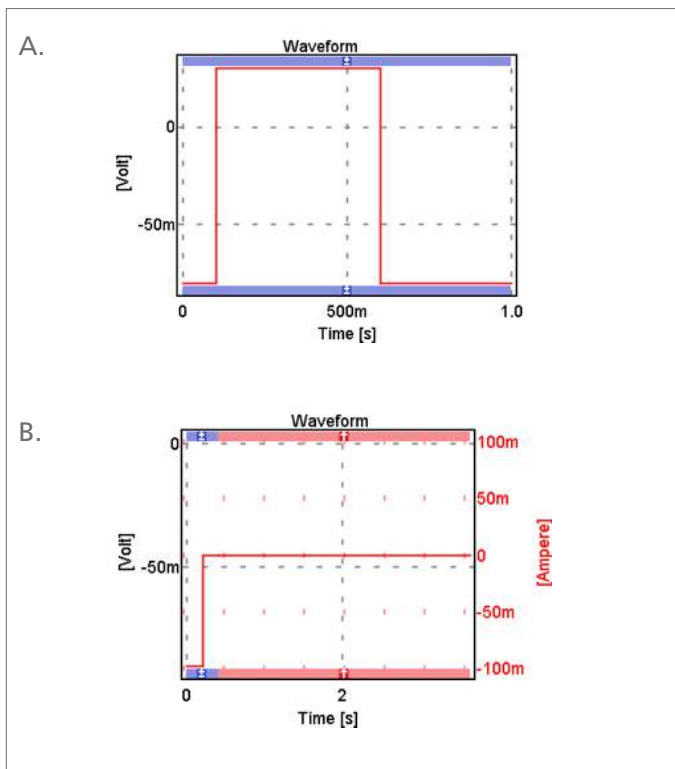 A.
Waveform
0
-50m
[Volt]
0 500m 1.0
Time [s]
B.
Waveform
0
-50m
[Volt]
100m
50m
0
-50m
-100m
[Ampere]
0 2
Time [s]